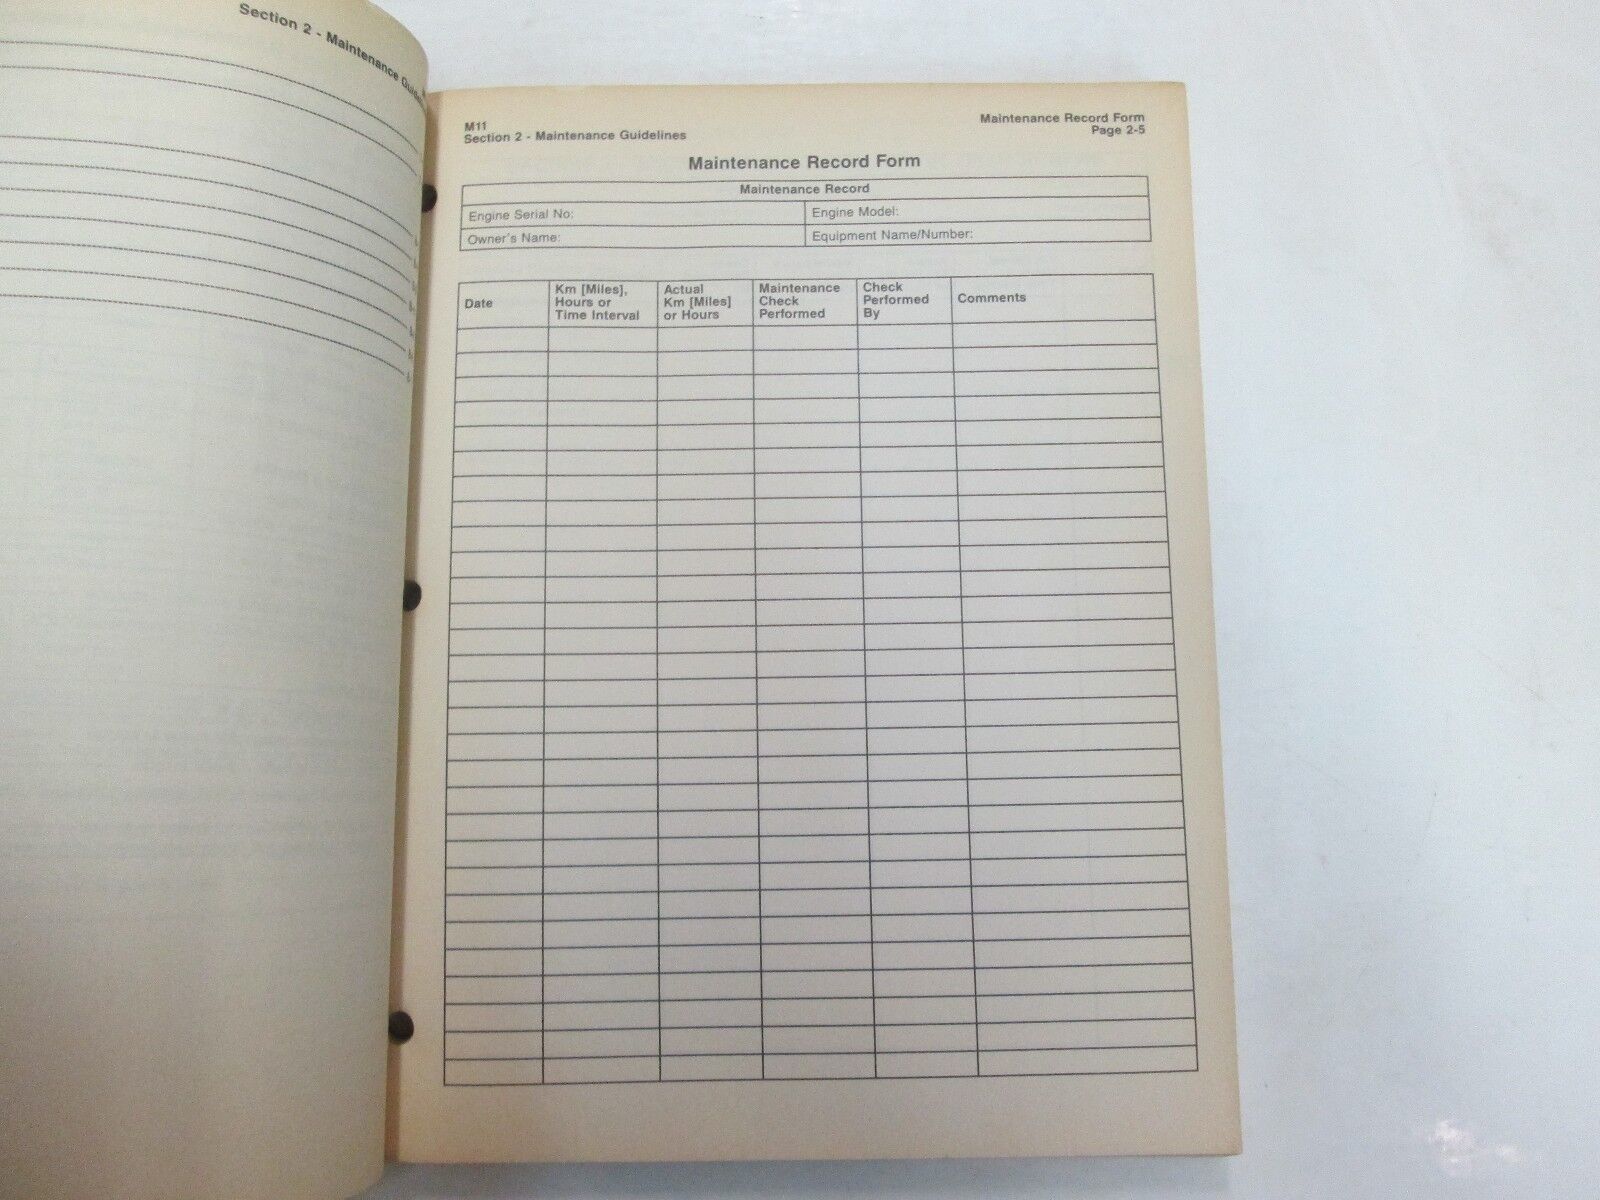 Section 2 - Maintenance
M11
Section 2 - Maintenance Guidelines
Maintenance Record Form
Page 2-5
Maintenance Record Form
Maintenance Record
Engine Serial No:
Engine Model:
Owner's Name:
Equipment Name/Number:
Date
Km [Miles],
Hours or
Time Interval
Actual
Km [Miles]
or Hours
Maintenance
Check
Performed
Check
Performed
By
Comments